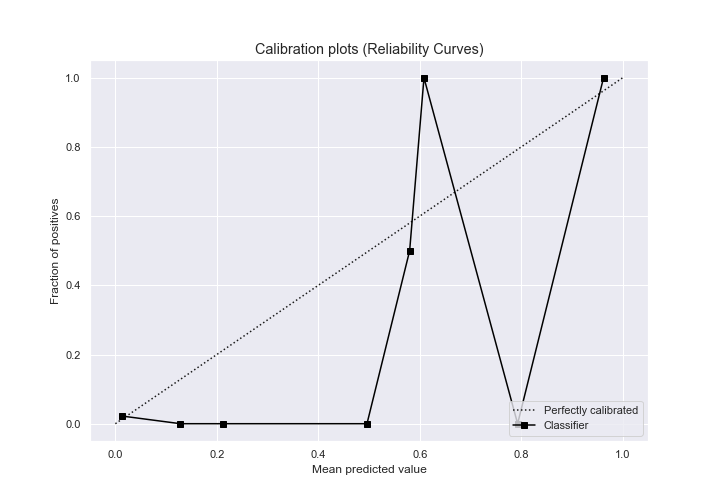 Calibration plots (Reliability Curves)
1.0
0.8
0.6
0.4
0.2
0.0
Fraction of positives
0.0 0.2 0.4 0.6 0.8 1.0
Mean predicted value
Perfectly calibrated
Classifier